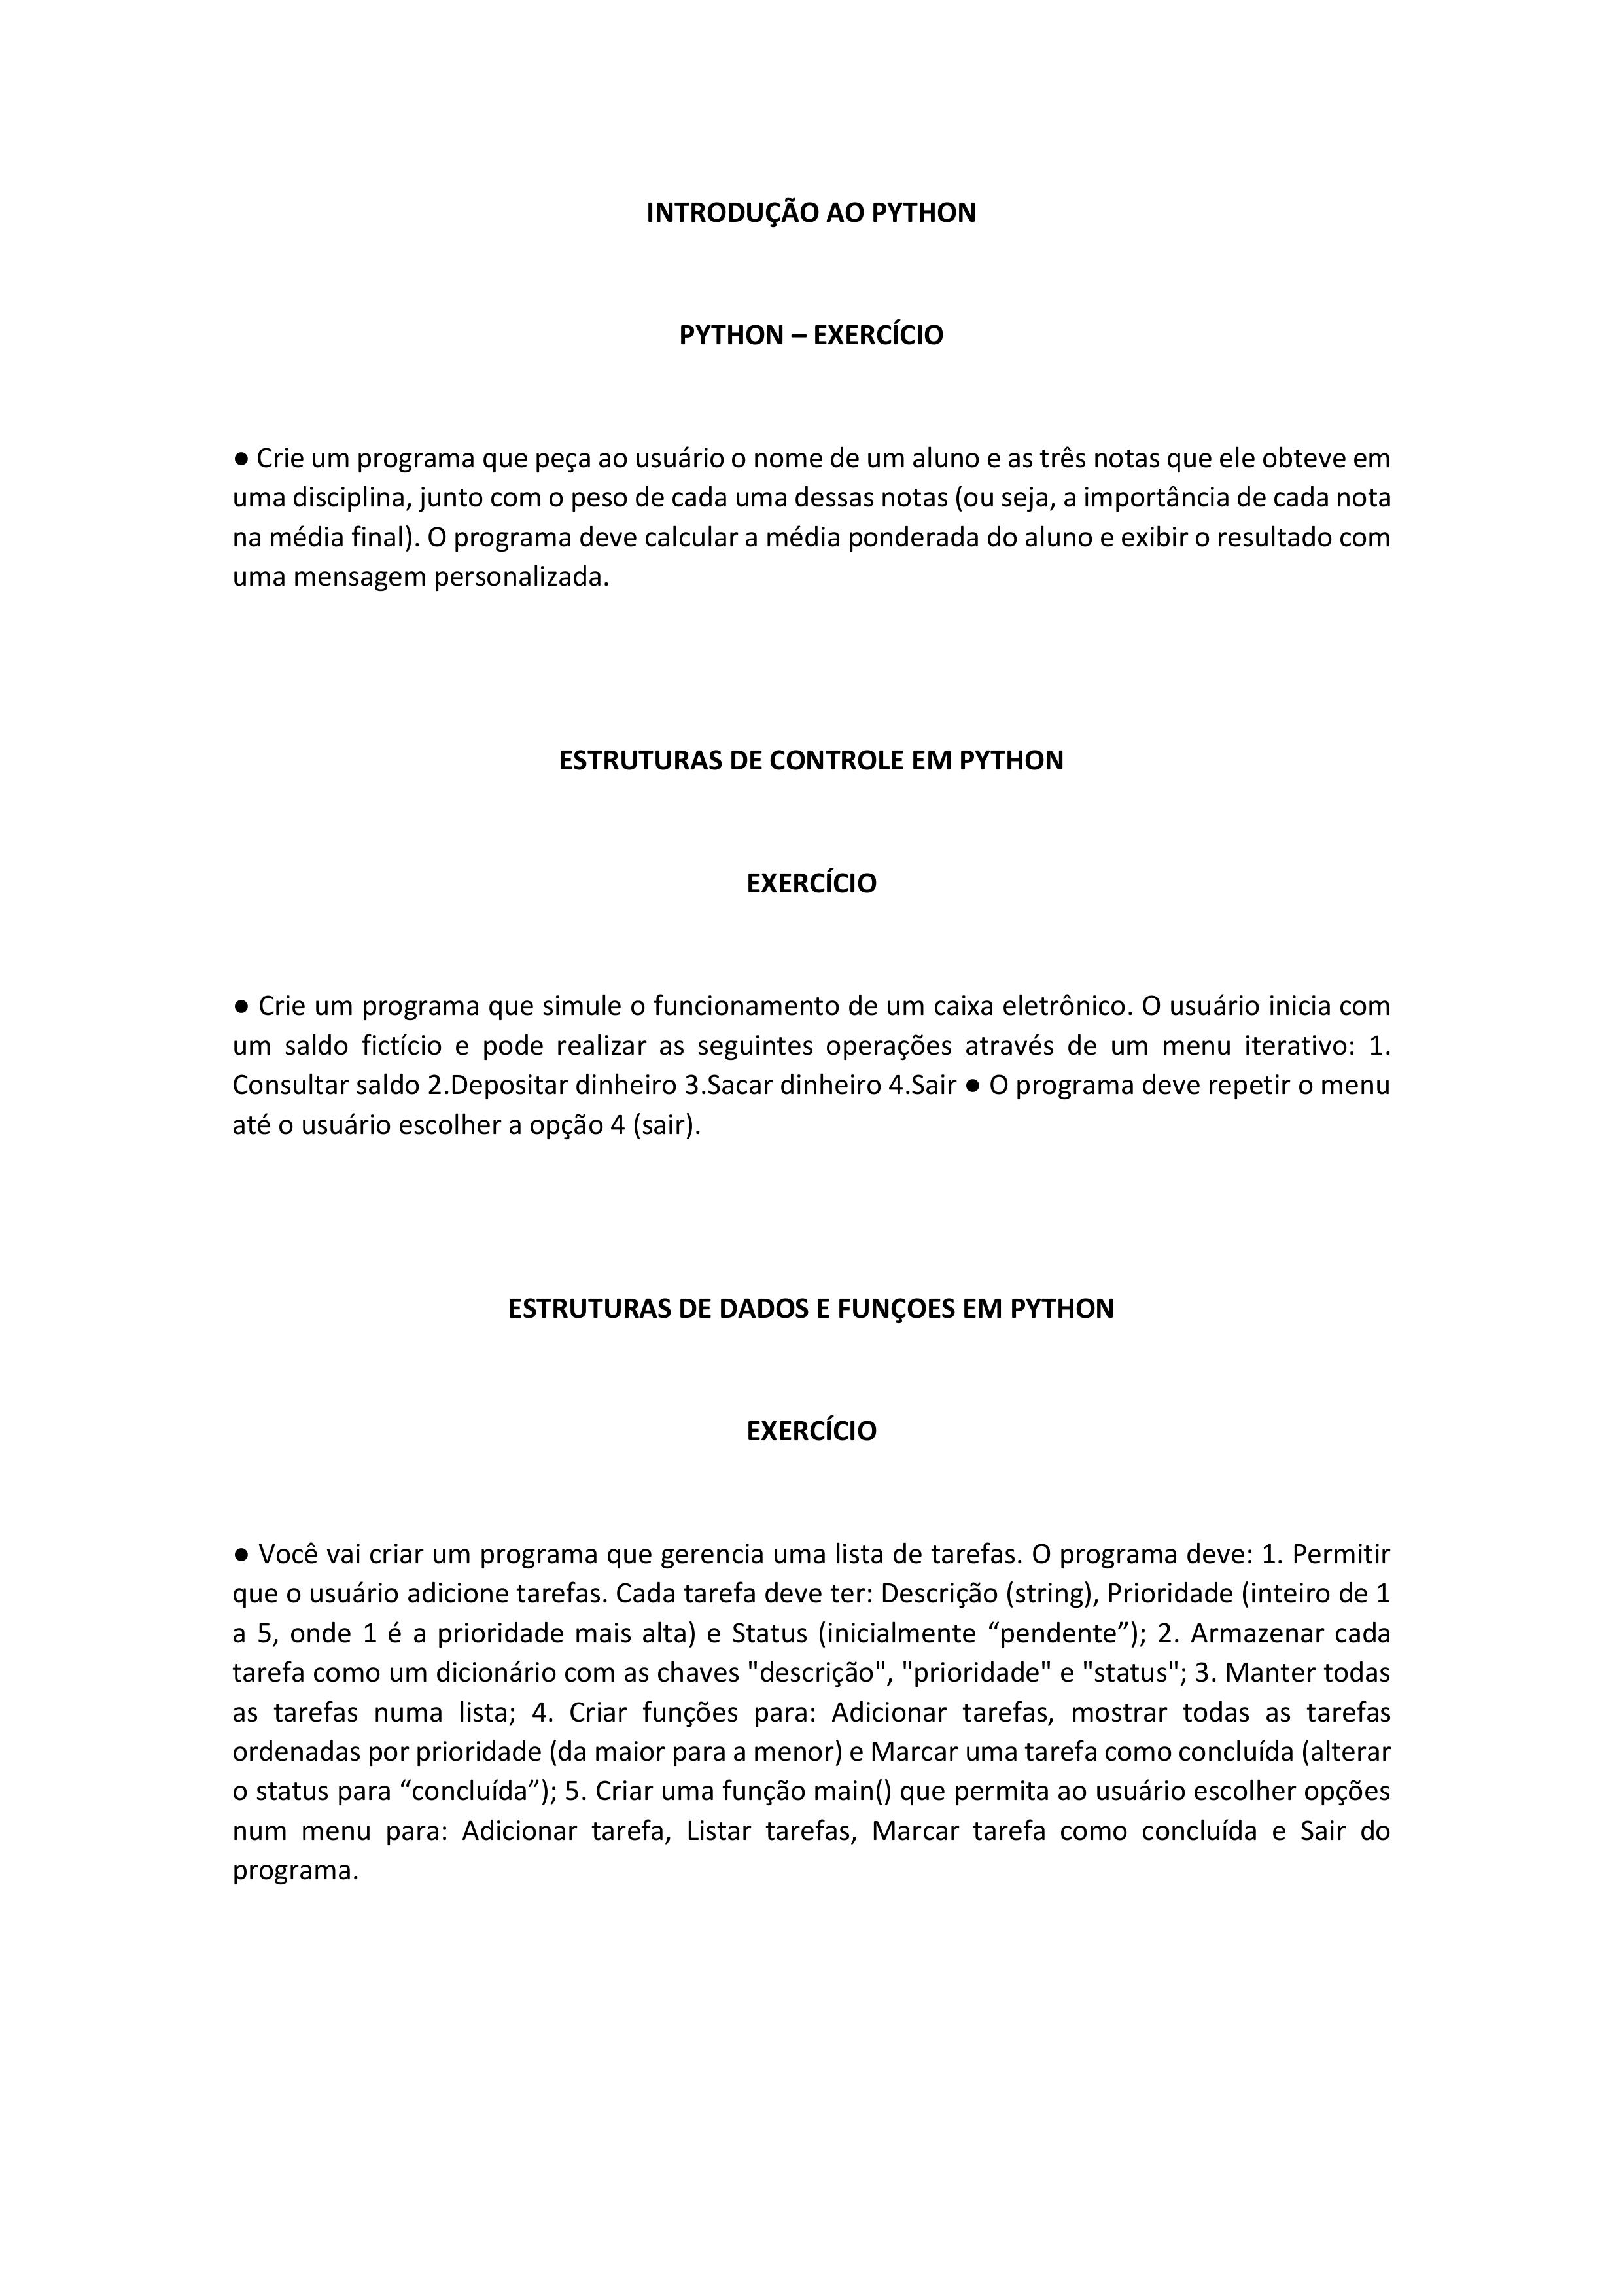 INTRODUÇÃO AO PYTHON
PYTHON – EXERCÍCIO
● Crie um programa que peça ao usuário o nome de um aluno e as três notas que ele obteve em
uma disciplina, junto com o peso de cada uma dessas notas (ou seja, a importância de cada nota
na média final). O programa deve calcular a média ponderada do aluno e exibir o resultado com
uma mensagem personalizada.
ESTRUTURAS DE CONTROLE EM PYTHON
EXERCÍCIO
● Crie um programa que simule o funcionamento de um caixa eletrônico. O usuário inicia com
um saldo fictício e pode realizar as seguintes operações através de um menu iterativo: 1.
Consultar saldo 2.Depositar dinheiro 3.Sacar dinheiro 4.Sair ● O programa deve repetir o menu
até o usuário escolher a opção 4 (sair).
ESTRUTURAS DE DADOS E FUNÇOES EM PYTHON
EXERCÍCIO
● Você vai criar um programa que gerencia uma lista de tarefas. O programa deve: 1. Permitir
que o usuário adicione tarefas. Cada tarefa deve ter: Descrição (string), Prioridade (inteiro de 1
a 5, onde 1 é a prioridade mais alta) e Status (inicialmente “pendente”); 2. Armazenar cada
tarefa como um dicionário com as chaves "descrição", "prioridade" e "status"; 3. Manter todas
as tarefas numa lista; 4. Criar funções para: Adicionar tarefas, mostrar todas as tarefas
ordenadas por prioridade (da maior para a menor) e Marcar uma tarefa como concluída (alterar
o status para “concluída”); 5. Criar uma função main() que permita ao usuário escolher opções
num menu para: Adicionar tarefa, Listar tarefas, Marcar tarefa como concluída e Sair do
programa.